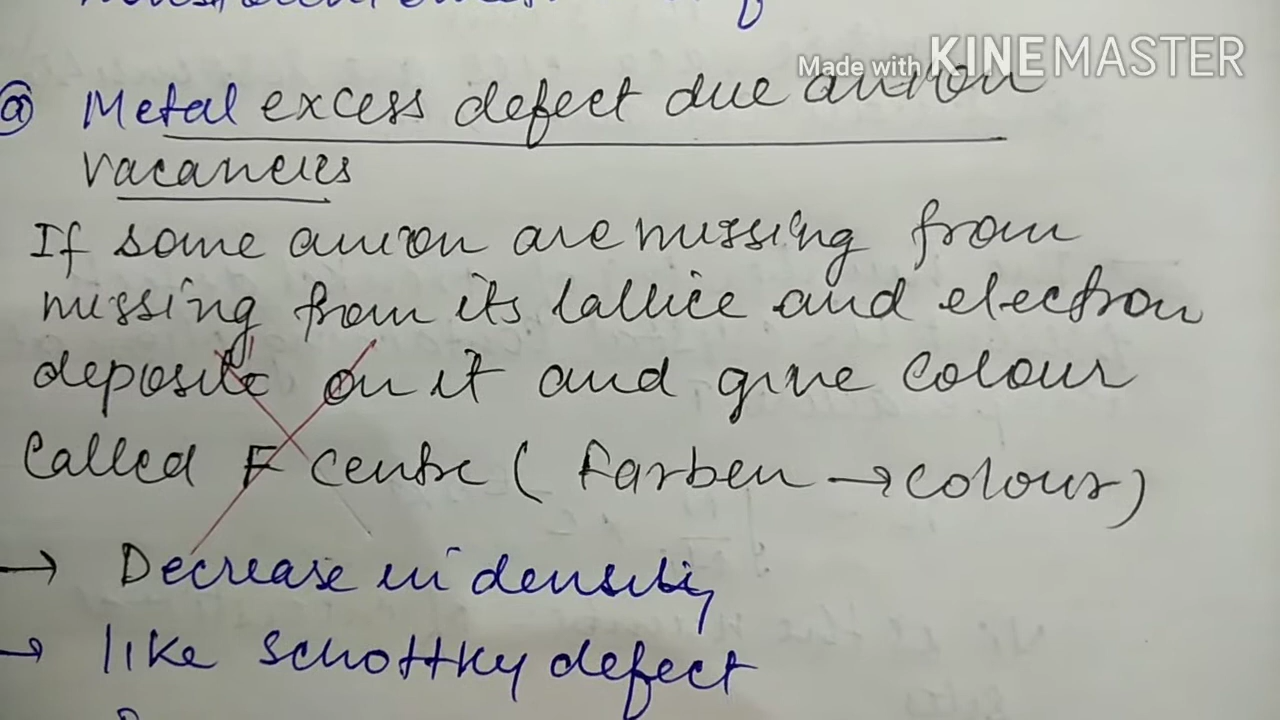 Made with KINEMASTER
@ Metal excess defect due anion
vacancies
If some anion are missing from
missing from its lattice and electron
deposite on it and give colour
called F centre ( Farben → colour )
→ Decrease in density
→ like schottky defect